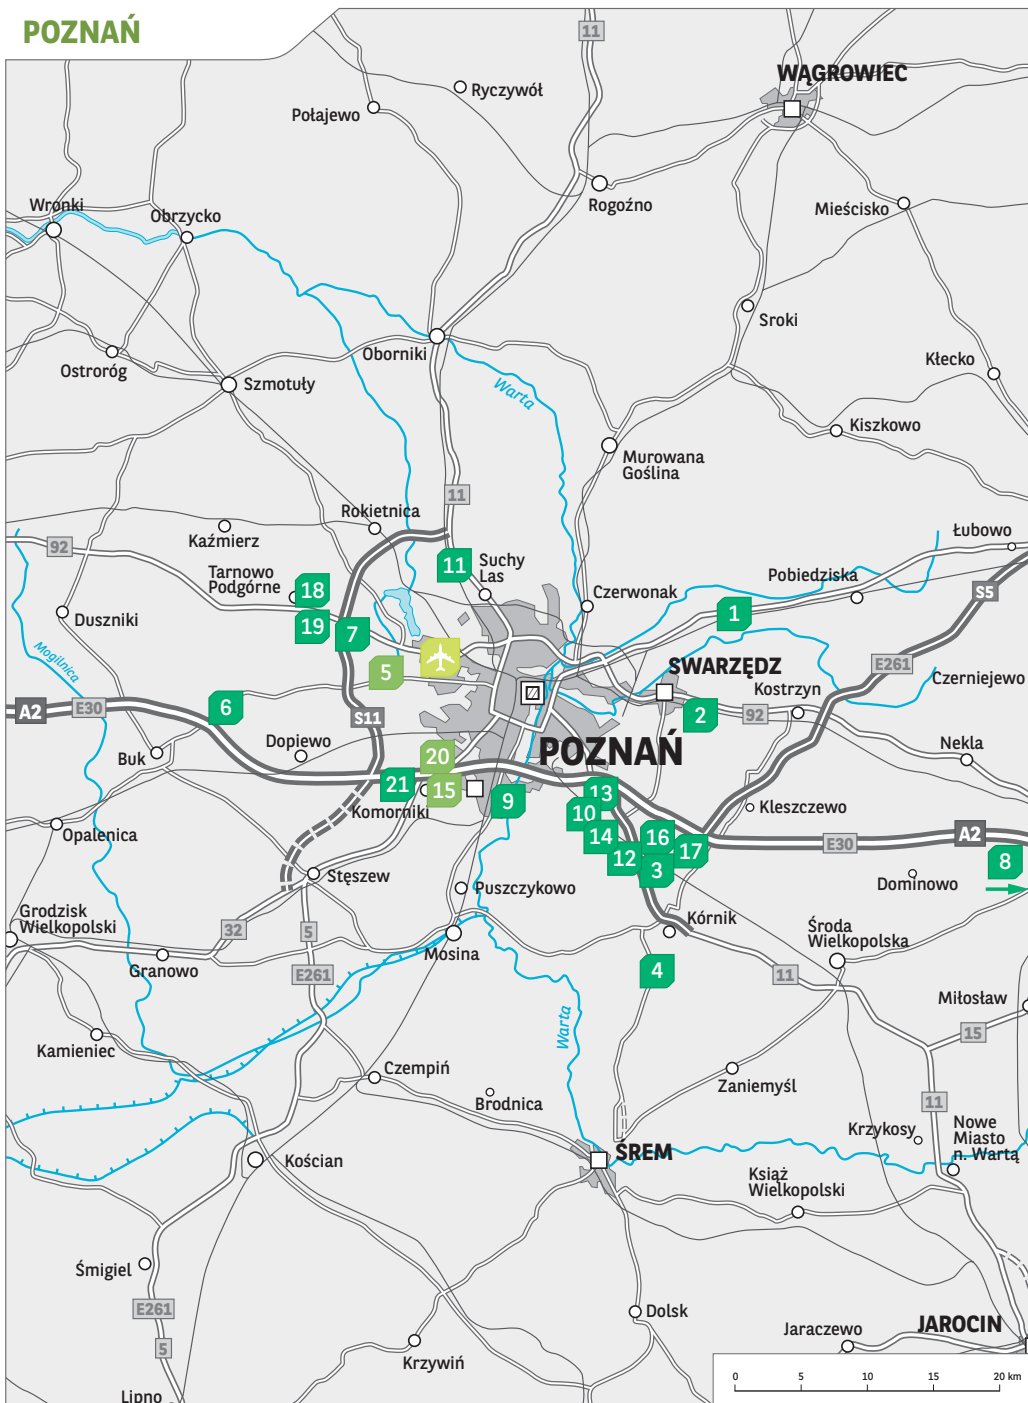 POZNAŃ
11
WĄGROWIEC
Ryczywół
Połajewo
Wronki
Obrzycko
Rogoźno
Mieścisko
Sroki
Oborniki
Ostroróg
Szmotuły
Kłecko
Warta
Kiszkowo
Murowana
Goślina
11
Rokietnica
Kaźmierz
92
Łubowo
11
Suchy
Las
Tarnowo
Podgórne
18
Pobiedziska
S5
Czerwonak
1
Duszniki
19
7
Mogilnica
5
SWARZĘDZ
E261
Czerniejewo
Kostrzyn
A2
E30
6
S11
2
92
Dopiewo
POZNAŃ
Nekla
Buk
20
21
15
Komorniki
9
13
10
Kleszczewo
Opalenica
14
16
17
E30
A2
12
3
8
Stęszew
Puszczykowo
Dominowo
Grodzisk
Wielkopolski
32
5
Kórnik
Środa
Wielkopolska
Mosina
Granowo
E261
4
11
Miłosław
Warta
15
Kamieniec
Czempiń
Zaniemyśl
Brodnica
11
Krzykosy
Nowe
Miasto
n. Wartą
Kościan
ŚREM
Książ
Wielkopolski
Śmigiel
E261
5
Dolsk
Jaraczewo
JAROCIN
Krzywiń
Lipno
0 5 10 15 20 km